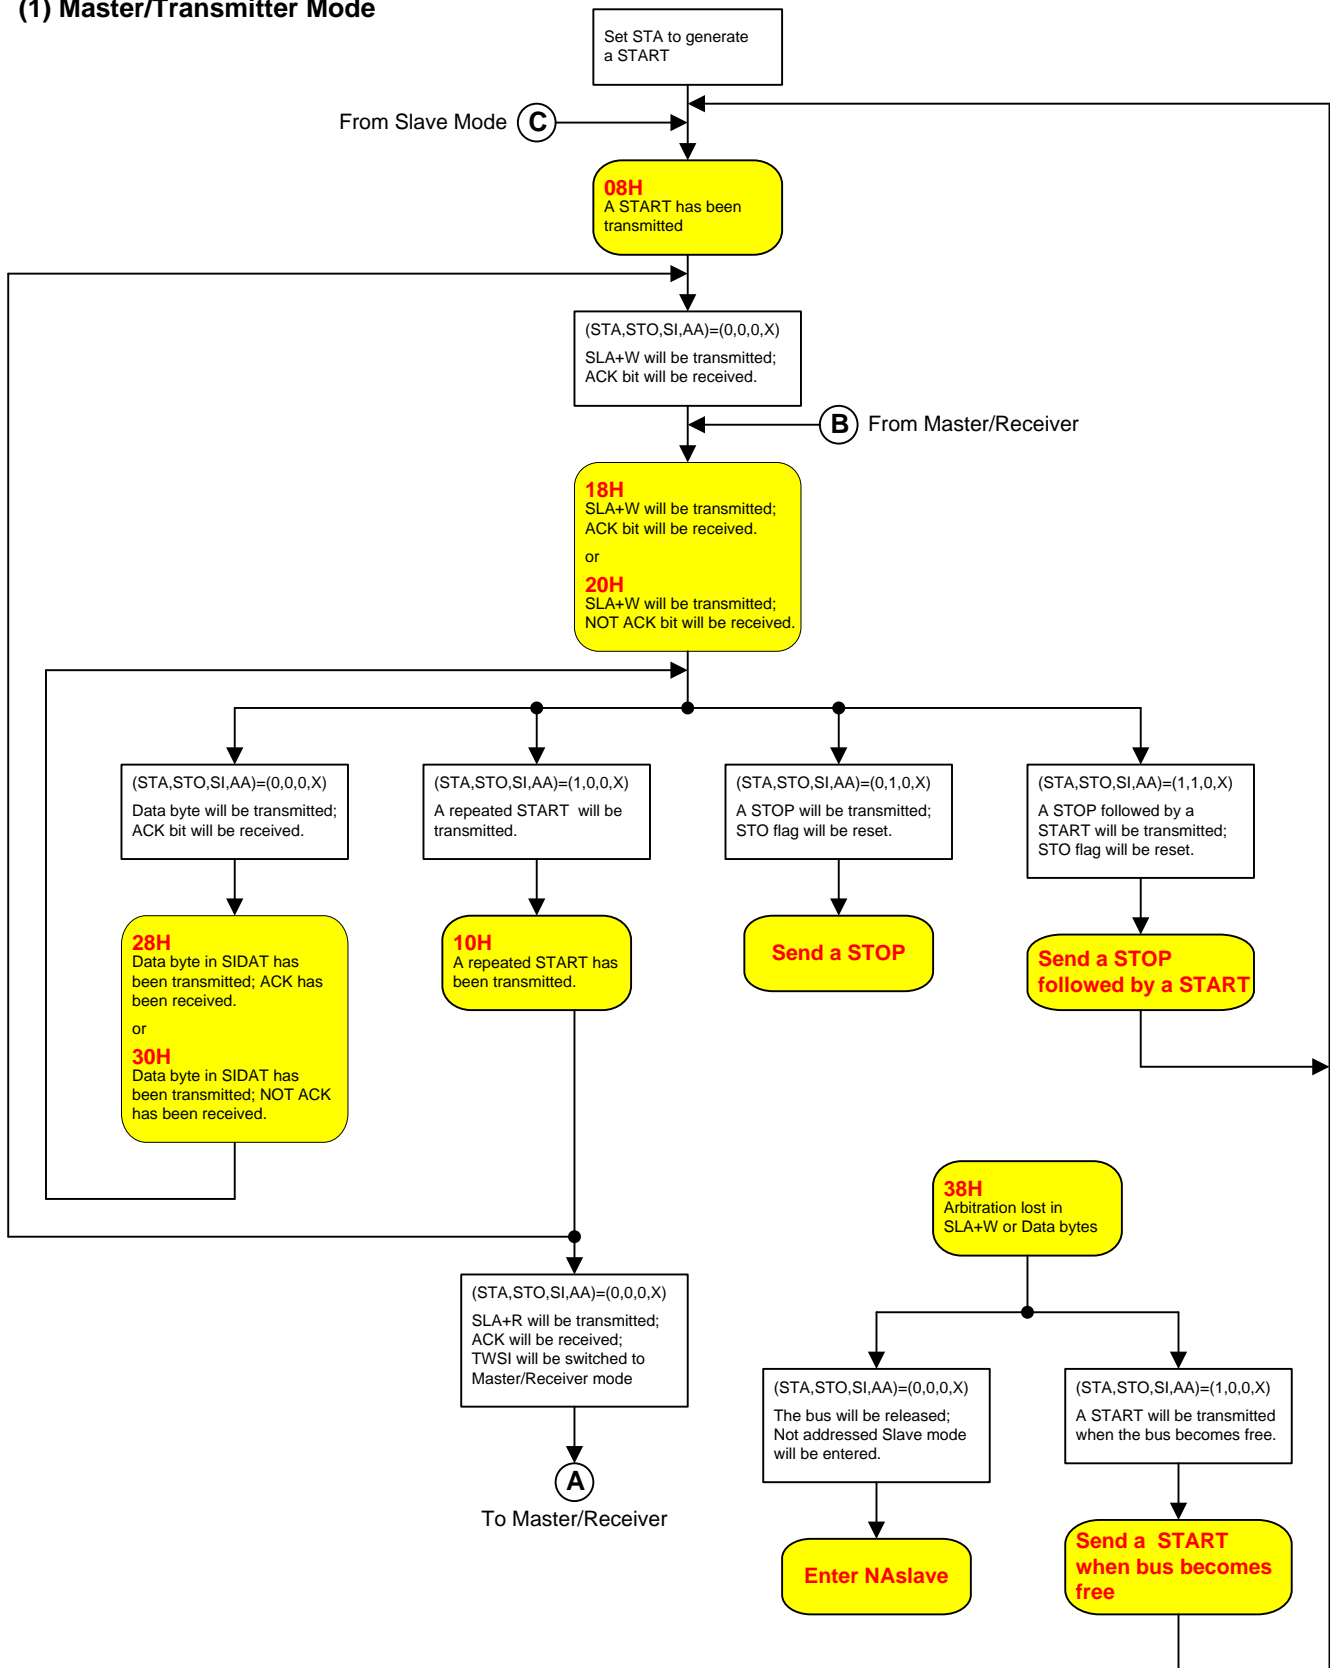 (1) Master/Transmitter Mode
Set STA to generate
a START
From Slave Mode
C
08H
A START has been
transmitted
(STA,STO,SI,AA)=(0,0,0,X)
SLA+W will be transmitted;
ACK bit will be received.
B
From Master/Receiver
18H
SLA+W will be transmitted;
ACK bit will be received.
or
20H
SLA+W will be transmitted;
NOT ACK bit will be received.
(STA,STO,SI,AA)=(0,0,0,X)
Data byte will be transmitted;
ACK bit will be received.
(STA,STO,SI,AA)=(1,0,0,X)
A repeated START will be
transmitted.
(STA,STO,SI,AA)=(0,1,0,X)
A STOP will be transmitted;
STO flag will be reset.
(STA,STO,SI,AA)=(1,1,0,X)
A STOP followed by a
START will be transmitted;
STO flag will be reset.
28H
Data byte in SIDAT has
been transmitted; ACK has
been received.
or
30H
Data byte in SIDAT has
been transmitted; NOT ACK
has been received.
10H
A repeated START has
been transmitted.
Send a STOP
Send a STOP
followed by a START
38H
Arbitration lost in
SLA+W or Data bytes
(STA,STO,SI,AA)=(0,0,0,X)
SLA+R will be transmitted;
ACK will be received;
TWSI will be switched to
Master/Receiver mode
A
To Master/Receiver
(STA,STO,SI,AA)=(0,0,0,X)
The bus will be released;
Not addressed Slave mode
will be entered.
(STA,STO,SI,AA)=(1,0,0,X)
A START will be transmitted
when the bus becomes free.
Enter NAslave
Send a START
when bus becomes
free